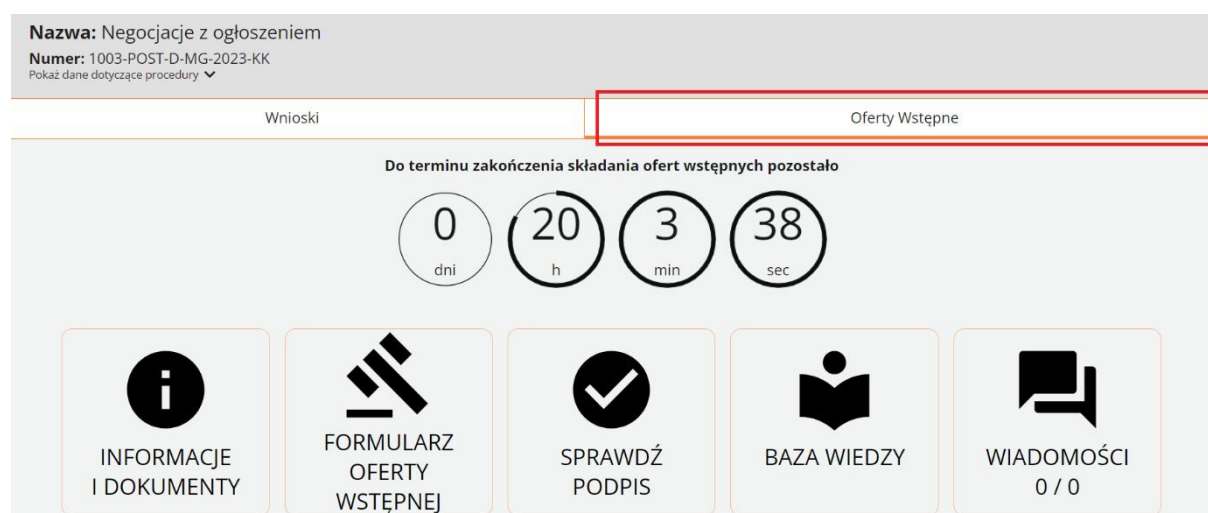 Nazwa: Negocjacje z ogłoszeniem
Numer: 1003-POST-D-MG-2023-KK
Pokaż dane dotyczące procedury
Wnioski
Oferty Wstępne
Do terminu zakończenia składania ofert wstępnych pozostało
0
dni
20
h
3
min
38
sec
INFORMACJE
I DOKUMENTY
FORMULARZ
OFERTY
WSTĘPNEJ
SPRAWDŹ
PODPIS
BAZA WIEDZY
WIADOMOŚCI
0 / 0